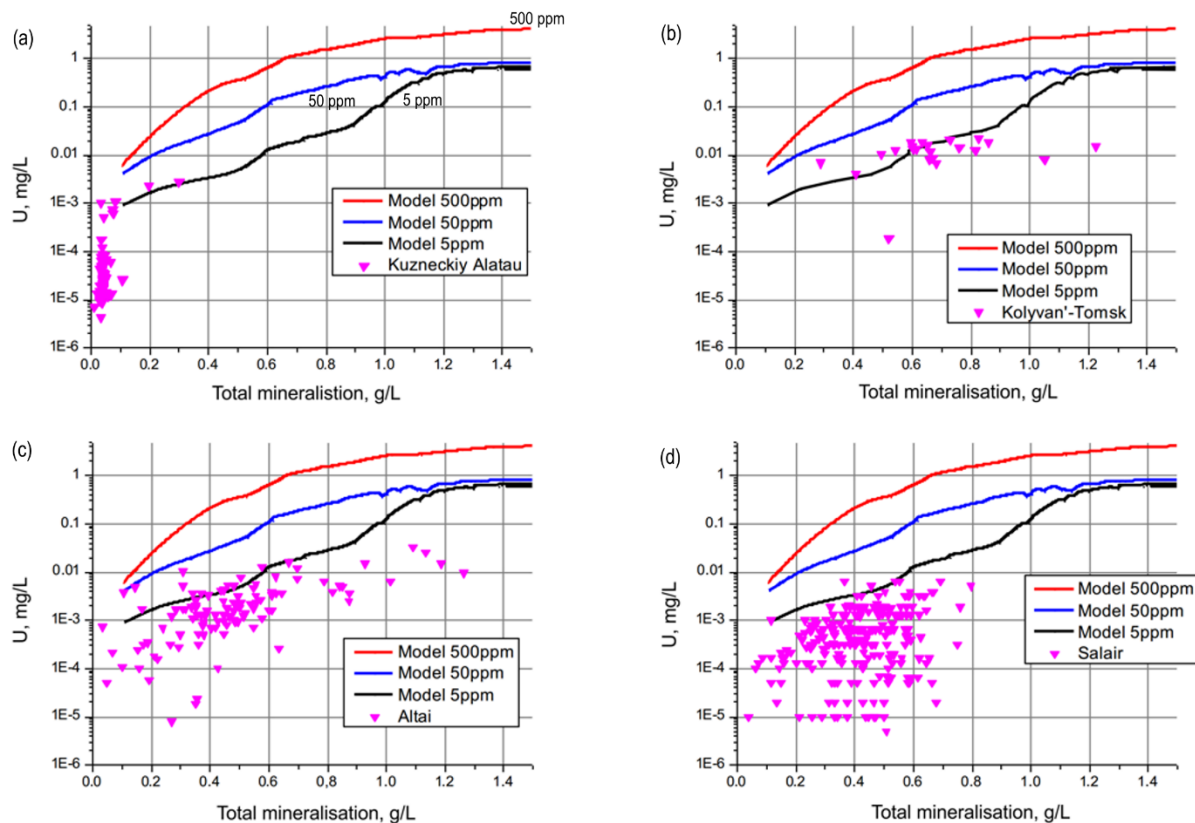 500 ppm
(a)
1
50 ppm
5 ppm
0.1
0.01
1E-3
1E-4
1E-5
1E-6
U, mg/L
Model 500ppm
Model 50ppm
Model 5ppm
Kuzneckiy Alatau
0.0 0.2 0.4 0.6 0.8 1.0 1.2 1.4
Total mineralistion, g/L
(b)
1
0.1
0.01
1E-3
1E-4
1E-5
1E-6
U, mg/L
Model 500ppm
Model 50ppm
Model 5ppm
Kolyvan'-Tomsk
0.0 0.2 0.4 0.6 0.8 1.0 1.2 1.4
Total mineralisation, g/L
(c)
1
0.1
0.01
1E-3
1E-4
1E-5
1E-6
U, mg/L
Model 500ppm
Model 50ppm
Model 5ppm
Altai
0.0 0.2 0.4 0.6 0.8 1.0 1.2 1.4
Total mineralisation, g/L
(d)
1
0.1
0.01
1E-3
1E-4
1E-5
1E-6
U, mg/L
Model 500ppm
Model 50ppm
Model 5ppm
Salair
0.0 0.2 0.4 0.6 0.8 1.0 1.2 1.4
Total mineralisation, g/L